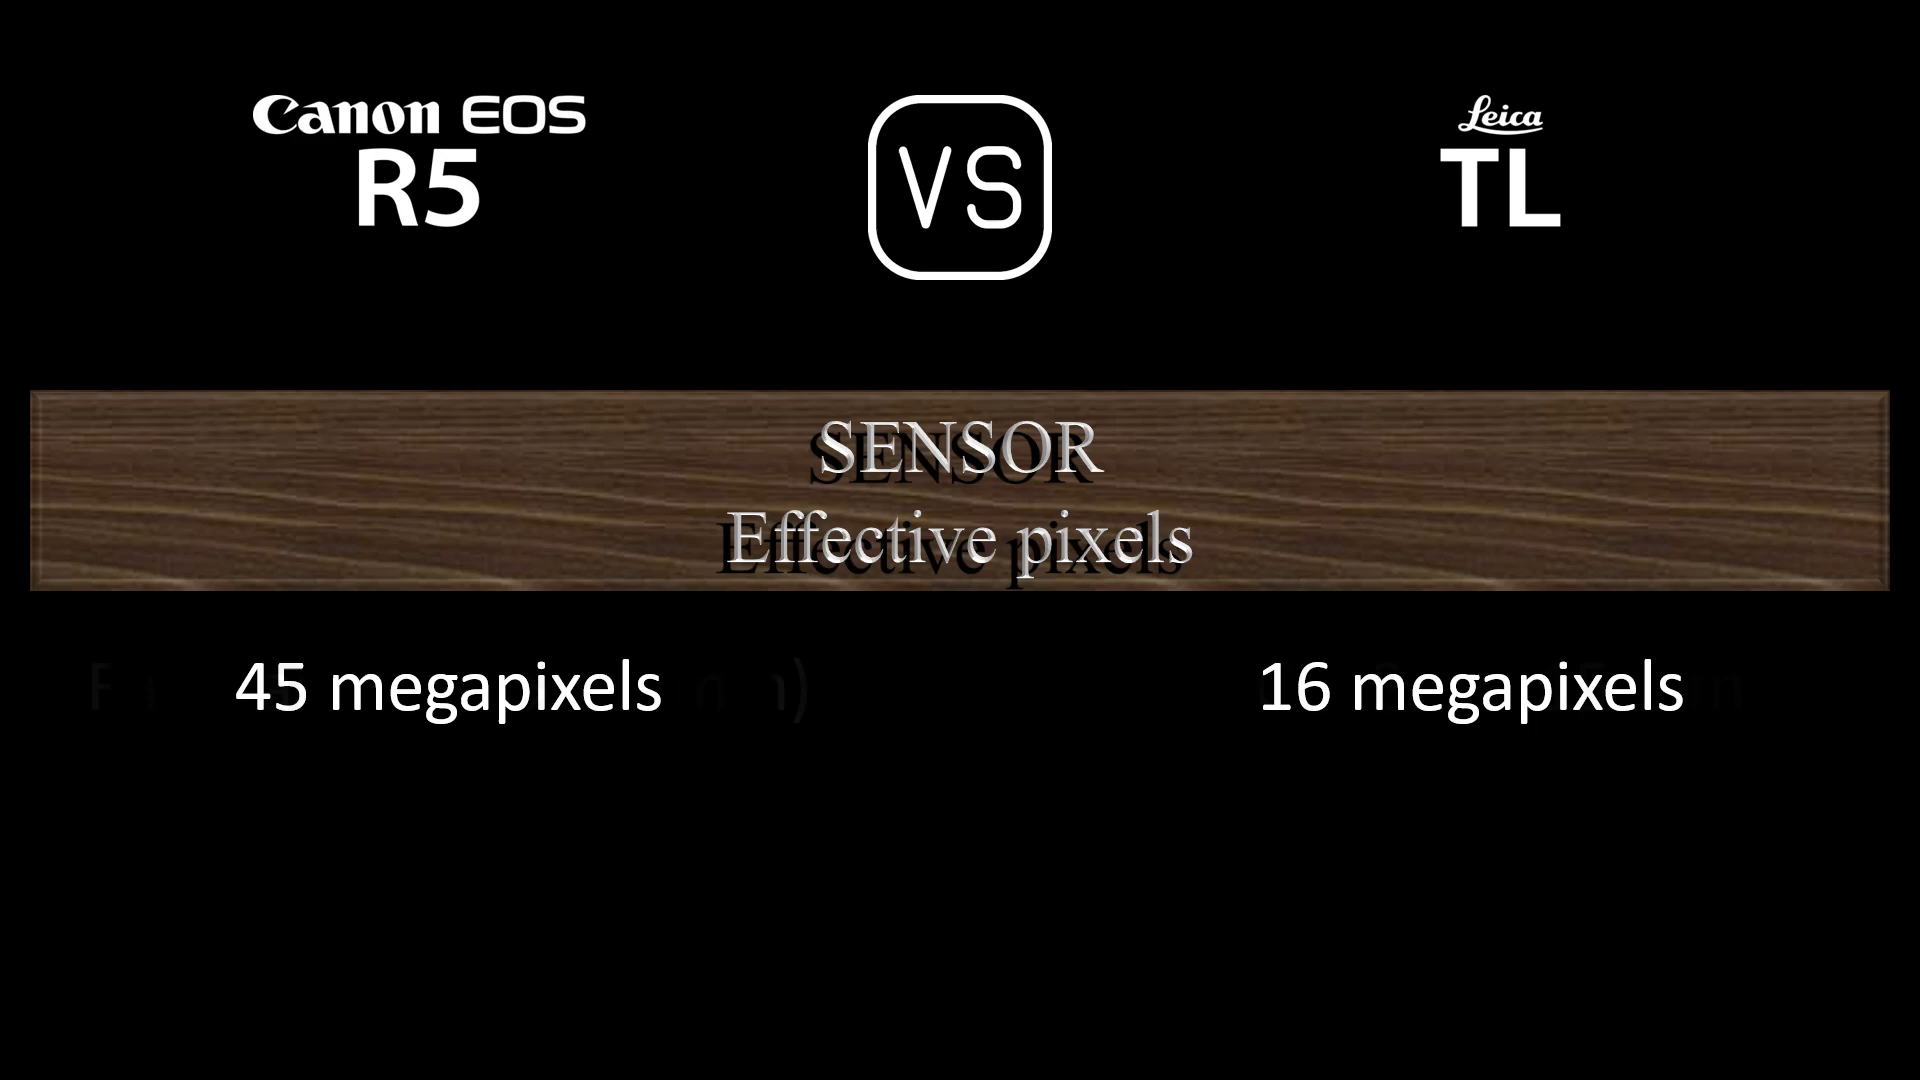 Canon EOS
R5
VS
Leica
TL
SENSOR
Effective pixels
45 megapixels
16 megapixels